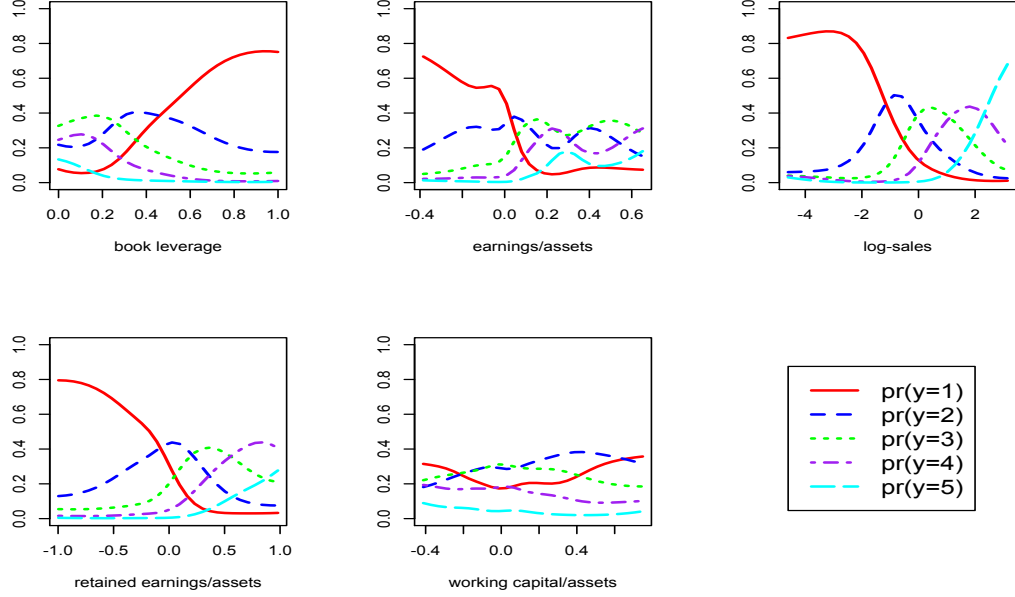 1.0
0.8
0.6
0.4
0.2
0.0
0.0 0.2 0.4 0.6 0.8 1.0
book leverage
1.0
0.8
0.6
0.4
0.2
0.0
-0.4 0.0 0.2 0.4 0.6
earnings/assets
1.0
0.8
0.6
0.4
0.2
0.0
-4 -2 0 2
log-sales
1.0
0.8
0.6
0.4
0.2
0.0
-1.0 -0.5 0.0 0.5 1.0
retained earnings/assets
1.0
0.8
0.6
0.4
0.2
0.0
-0.4 0.0 0.4
working capital/assets
pr(y=1)
pr(y=2)
pr(y=3)
pr(y=4)
pr(y=5)